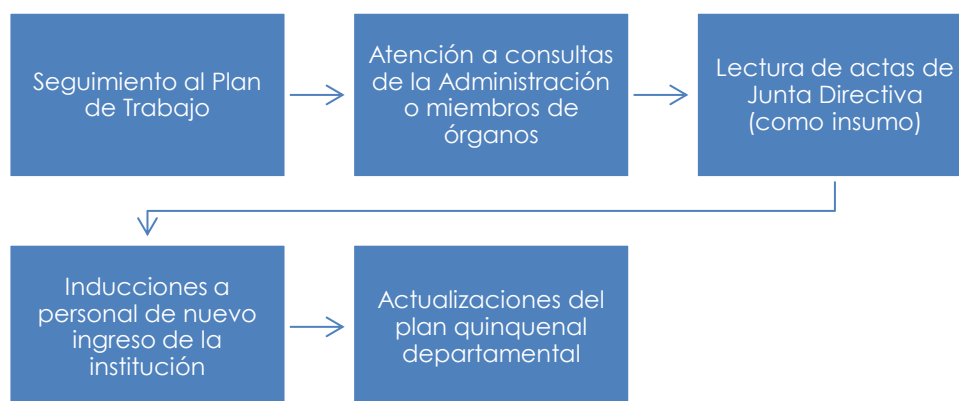 Seguimiento al Plan
de Trabajo
Atención a consultas
de la Administración
o miembros de
órganos
Lectura de actas de
Junta Directiva
(como insumo)
Inducciones a
personal de nuevo
ingreso de la
institución
Actualizaciones del
plan quinquenal
departamental